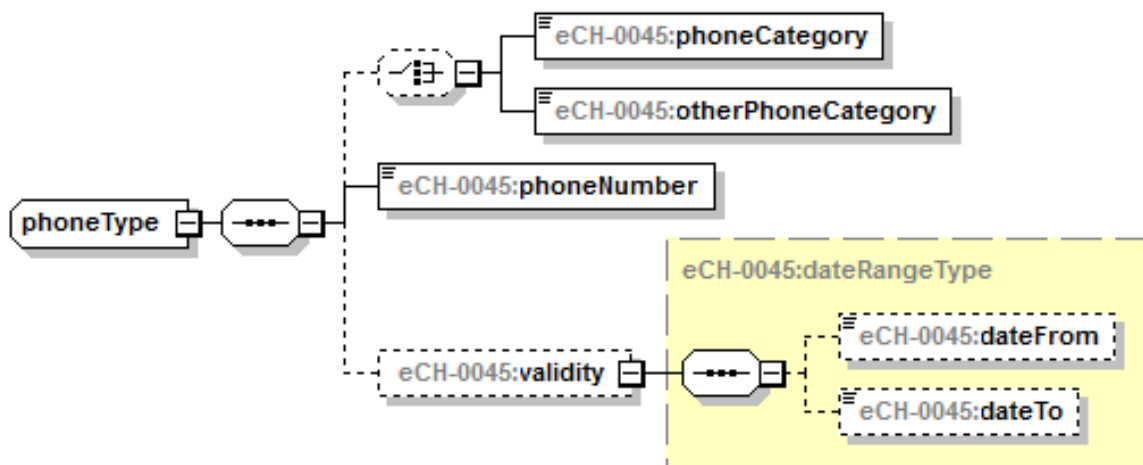 eCH-0045:phoneCategory
eCH-0045:otherPhoneCategory
eCH-0045:phoneNumber
phoneType
eCH-0045:dateRangeType
eCH-0045:dateFrom
eCH-0045:validity
eCH-0045:dateTo